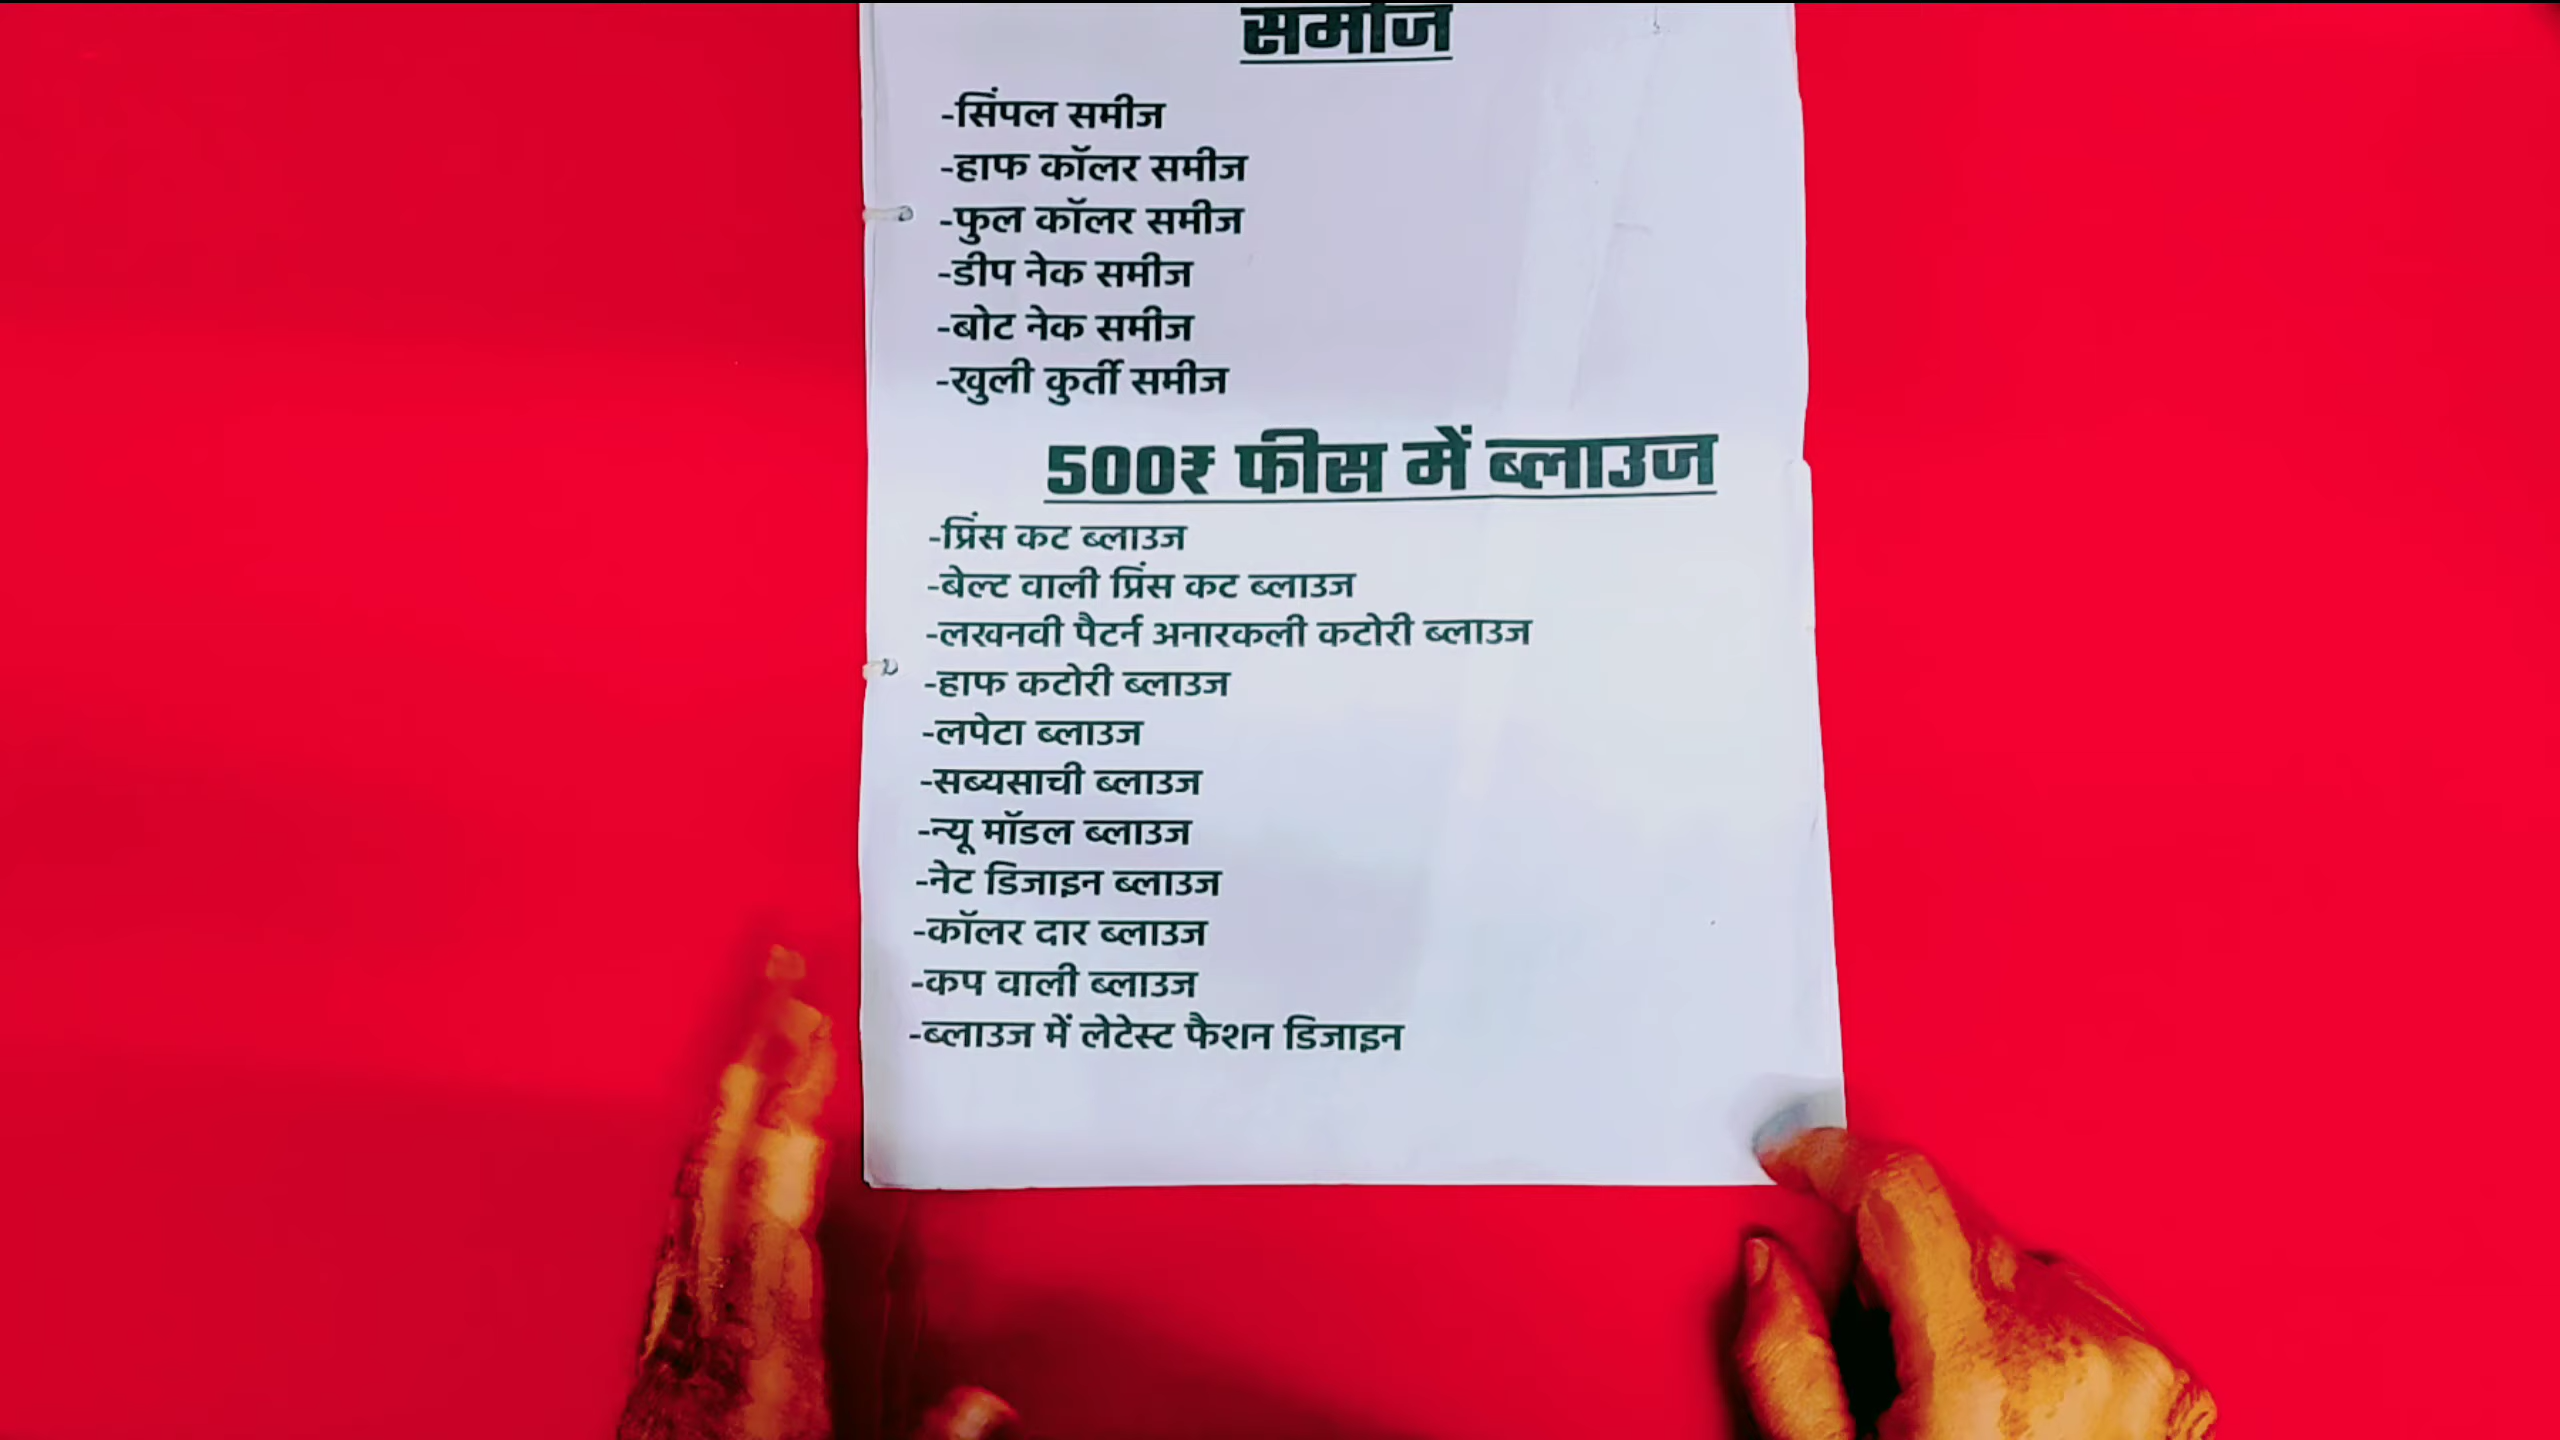 समीज
-सिंपल समीज
-हाफ कॉलर समीज
-फुल कॉलर समीज
-डीप नेक समीज
-बोट नेक समीज
-खुली कुर्ती समीज
500₹ फीस में ब्लाउज
-प्रिंस कट ब्लाउज
-बेल्ट वाली प्रिंस कट ब्लाउज
-लखनवी पैटर्न अनारकली कटोरी ब्लाउज
-हाफ कटोरी ब्लाउज
-लपेटा ब्लाउज
-सब्यसाची ब्लाउज
-न्यू मॉडल ब्लाउज
-नेट डिजाइन ब्लाउज
-कॉलर दार ब्लाउज
-कप वाली ब्लाउज
-ब्लाउज में लेटेस्ट फैशन डिजाइन